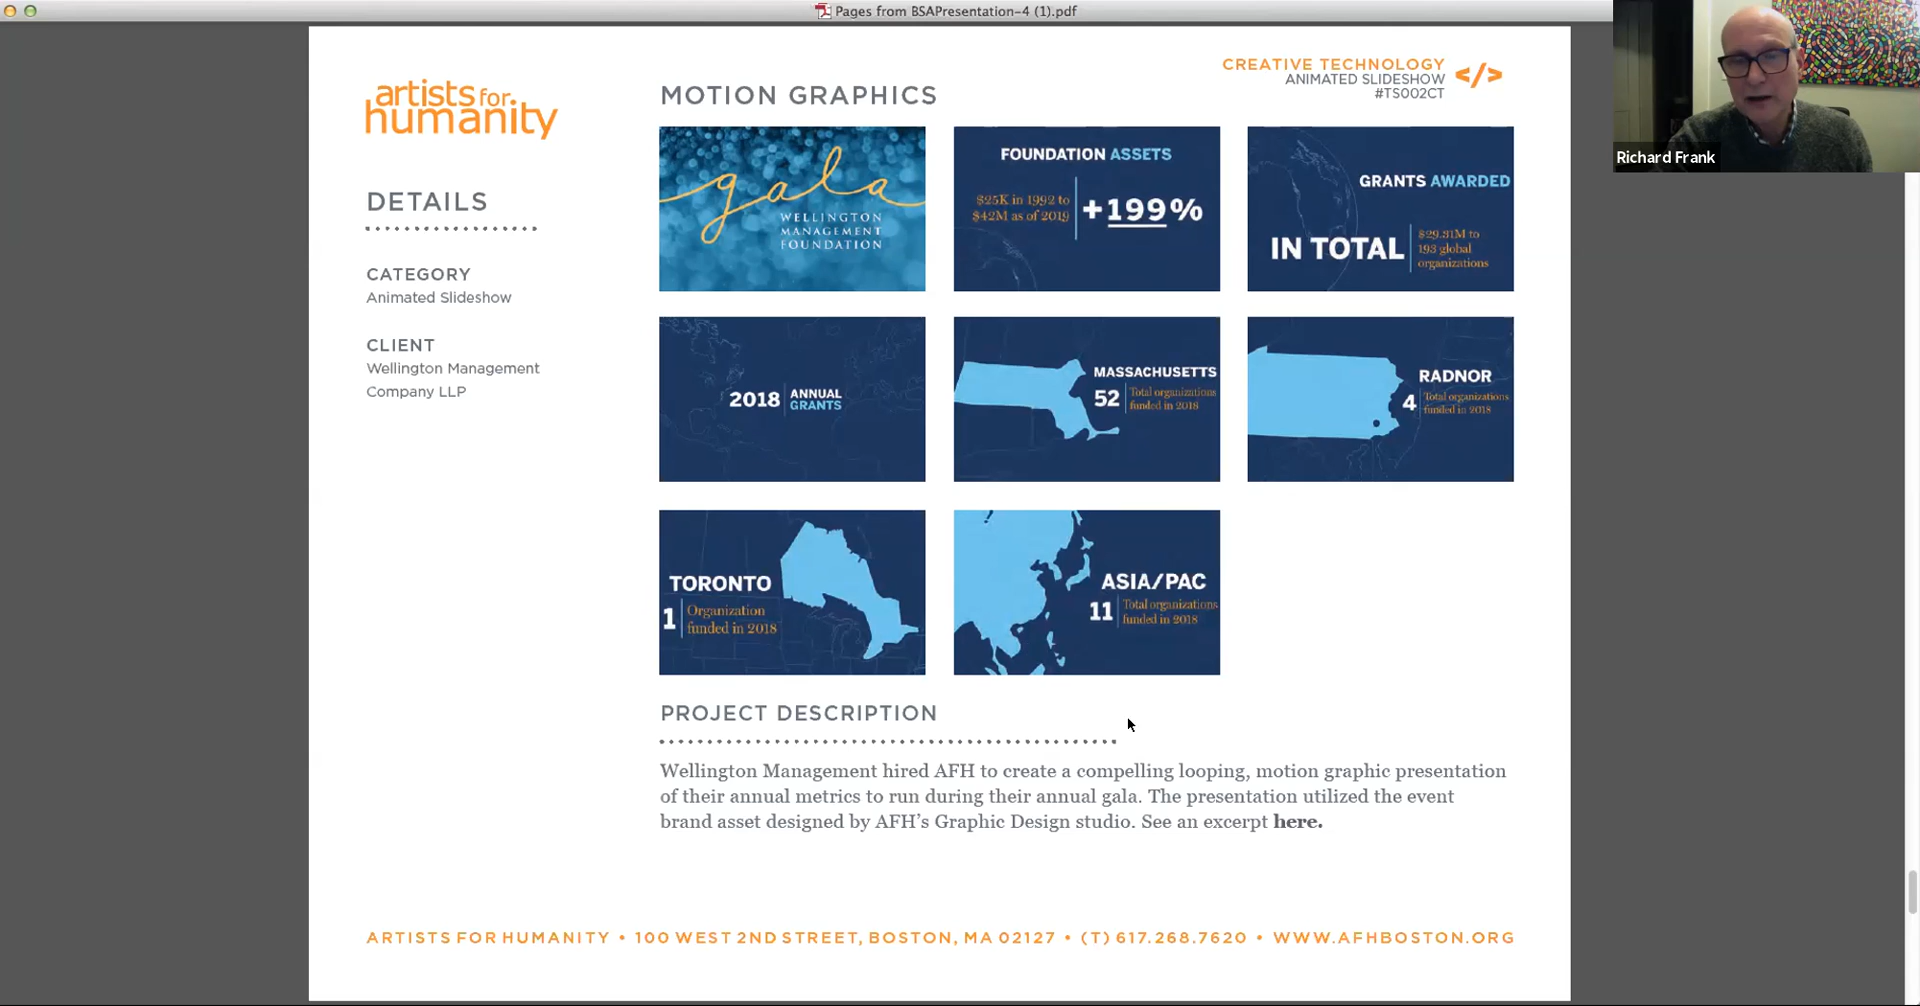 Pages from BSAPresentation-4 (1).pdf
Richard Frank
artists for
humanity
MOTION GRAPHICS
CREATIVE TECHNOLOGY
ANIMATED SLIDESHOW
#TS002CT
</>
DETAILS
CATEGORY
Animated Slideshow
CLIENT
Wellington Management
Company LLP
gala
WELLINGTON
MANAGEMENT
FOUNDATION
FOUNDATION ASSETS
$25K in 1992 to
$42M as of 2019
+199%
GRANTS AWARDED
IN TOTAL
$29.31M to
193 global
organizations
2018
ANNUAL
GRANTS
MASSACHUSETTS
52
Total organizations
funded in 2018
RADNOR
4
Total organizations
funded in 2018
TORONTO
1
Organization
funded in 2018
ASIA/PAC
11
Total organizations
funded in 2018
PROJECT DESCRIPTION
Wellington Management hired AFH to create a compelling looping, motion graphic presentation
of their annual metrics to run during their annual gala. The presentation utilized the event
brand asset designed by AFH’s Graphic Design studio. See an excerpt here.
ARTISTS FOR HUMANITY • 100 WEST 2ND STREET, BOSTON, MA 02127 • (T) 617.268.7620 • WWW.AFHBOSTON.ORG